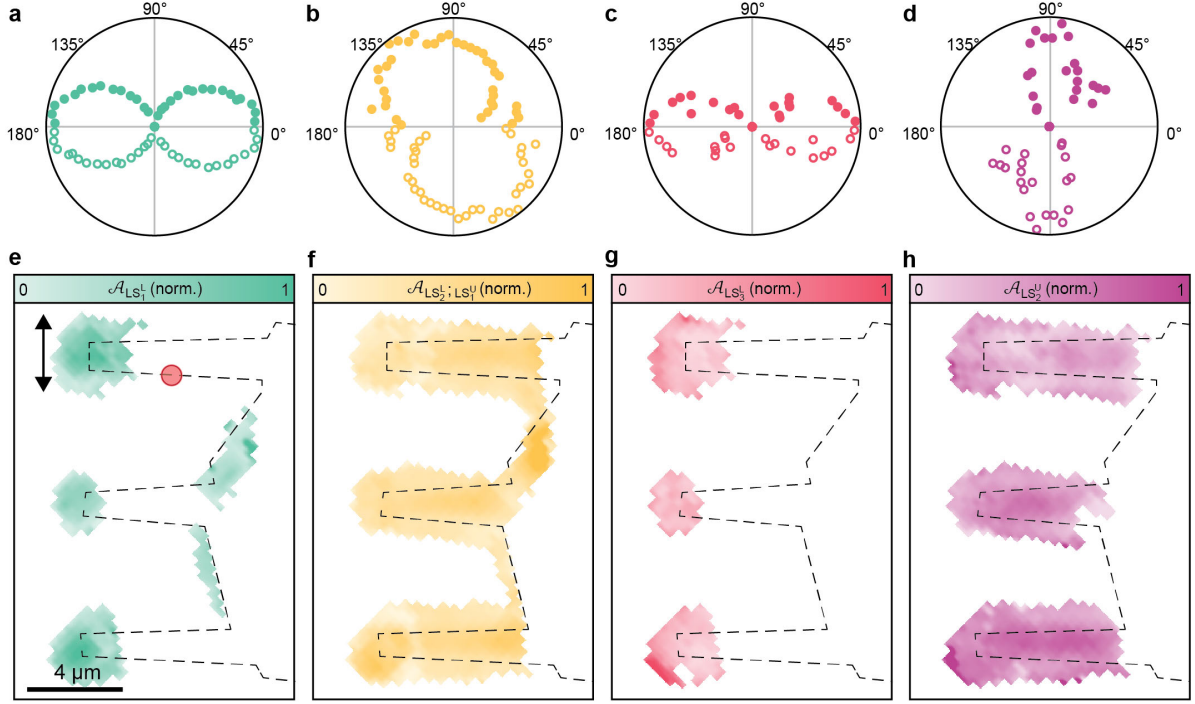 a
90°
135°
45°
180°
0°
b
90°
135°
45°
180°
0°
c
90°
135°
45°
180°
0°
d
90°
135°
45°
180°
0°
e
0 𝒜LS₁ᴸ (norm.) 1
4 µm
f
0 𝒜LS₂ᴸ; LS₁ᵁ (norm.) 1
g
0 𝒜LS₃ᴸ (norm.) 1
h
0 𝒜LS₂ᵁ (norm.) 1